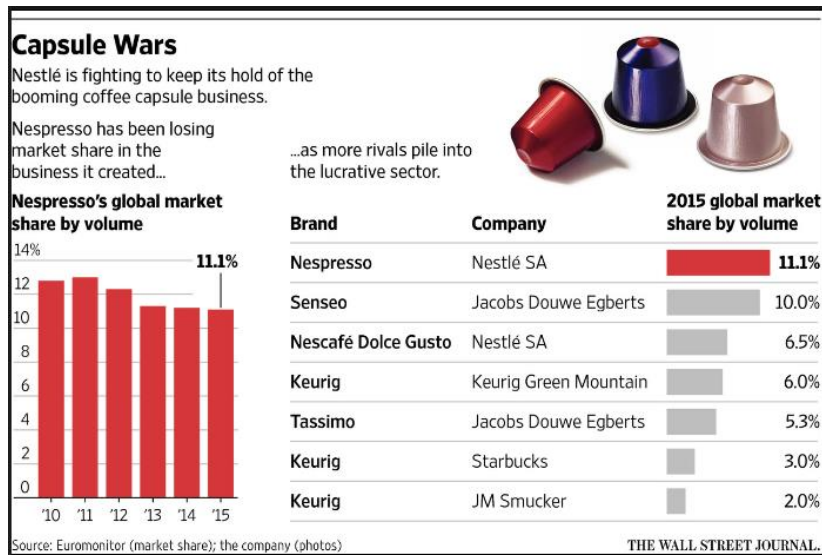 Capsule Wars
Nestlé is fighting to keep its hold of the
booming coffee capsule business.
Nespresso has been losing
market share in the
business it created...
...as more rivals pile into
the lucrative sector.
Nespresso's global market
share by volume
14%
12
10
8
6
4
2
0
11.1%
'10 '11 '12 '13 '14 '15
2015 global market
Brand Company share by volume
Nespresso Nestlé SA 11.1%
Senseo Jacobs Douwe Egberts 10.0%
Nescafé Dolce Gusto Nestlé SA 6.5%
Keurig Keurig Green Mountain 6.0%
Tassimo Jacobs Douwe Egberts 5.3%
Keurig Starbucks 3.0%
Keurig JM Smucker 2.0%
Source: Euromonitor (market share); the company (photos)
THE WALL STREET JOURNAL.